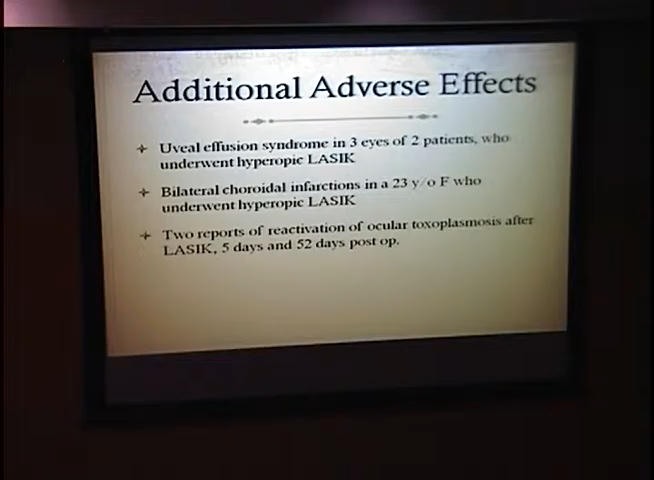 Additional Adverse Effects
Uveal effusion syndrome in 3 eyes of 2 patients, who
underwent hyperopic LASIK
Bilateral choroidal infarctions in a 23 y/o F who
underwent hyperopic LASIK
Two reports of reactivation of ocular toxoplasmosis after
LASIK, 5 days and 52 days post op.